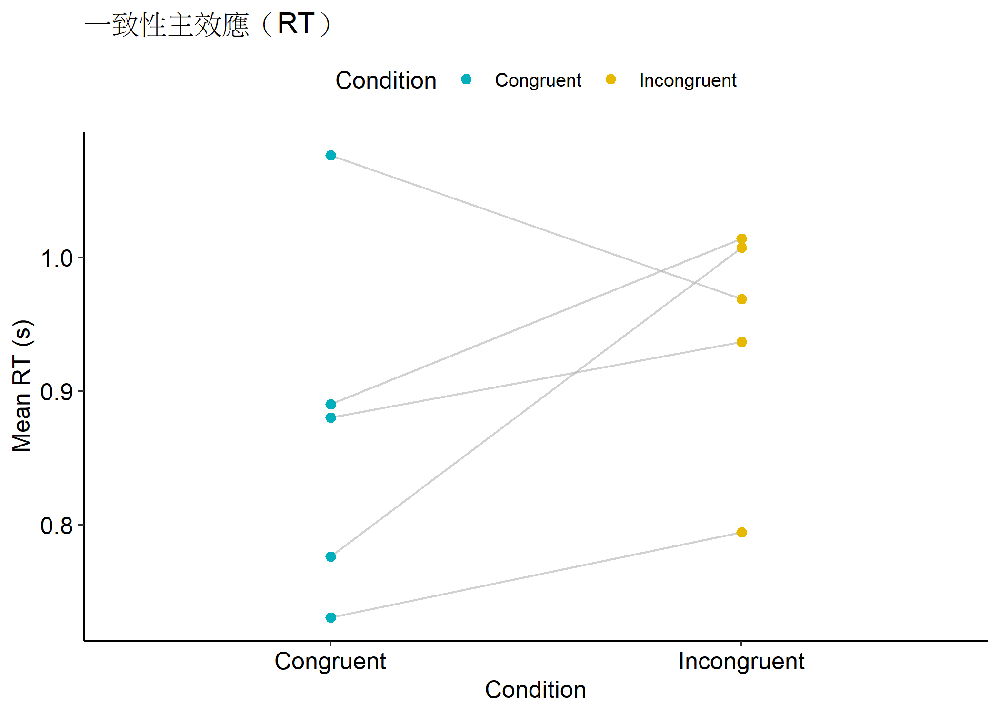 一致性主效應（RT）
Condition Congruent Incongruent
Mean RT (s)
1.0
0.9
0.8
Congruent Incongruent
Condition